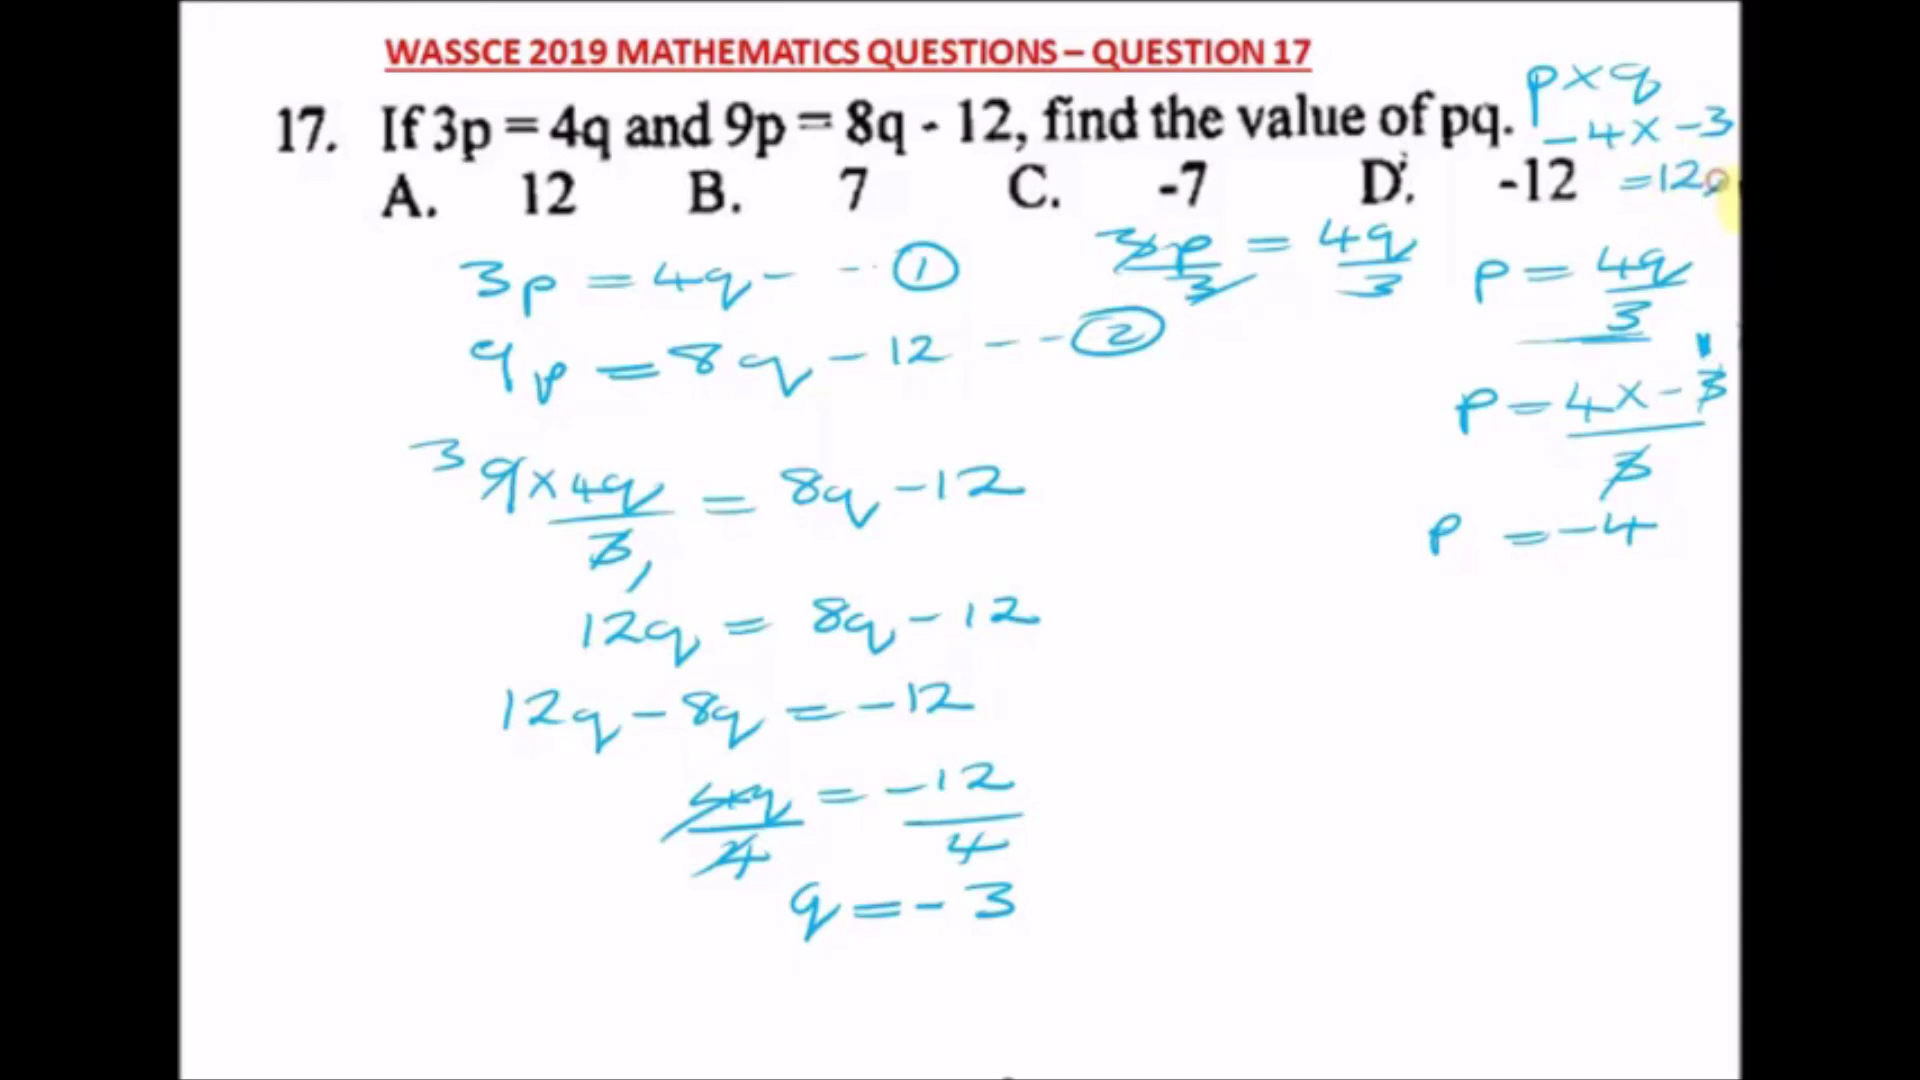 WASSCE 2019 MATHEMATICS QUESTIONS – QUESTION 17
17. If 3p = 4q and 9p = 8q - 12, find the value of pq.
A. 12 B. 7 C. -7 D. -12
p × q
-4 × -3
= 12
3p = 4q - - - ①
9p = 8q - 12 - - - ②
3 9 × 4q/3 = 8q - 12
12q = 8q - 12
12q - 8q = -12
4q/4 = -12/4
q = -3
3p/3 = 4q/3
p = 4q/3
p = 4 × -3/3
p = -4